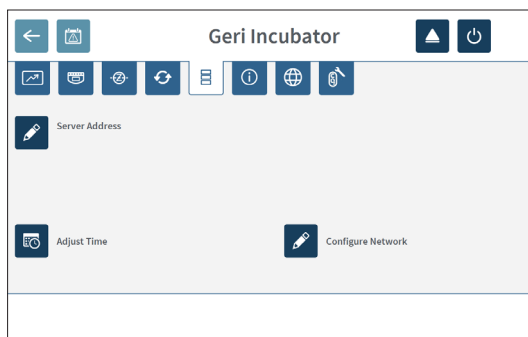 Geri Incubator
Server Address
Adjust Time
Configure Network